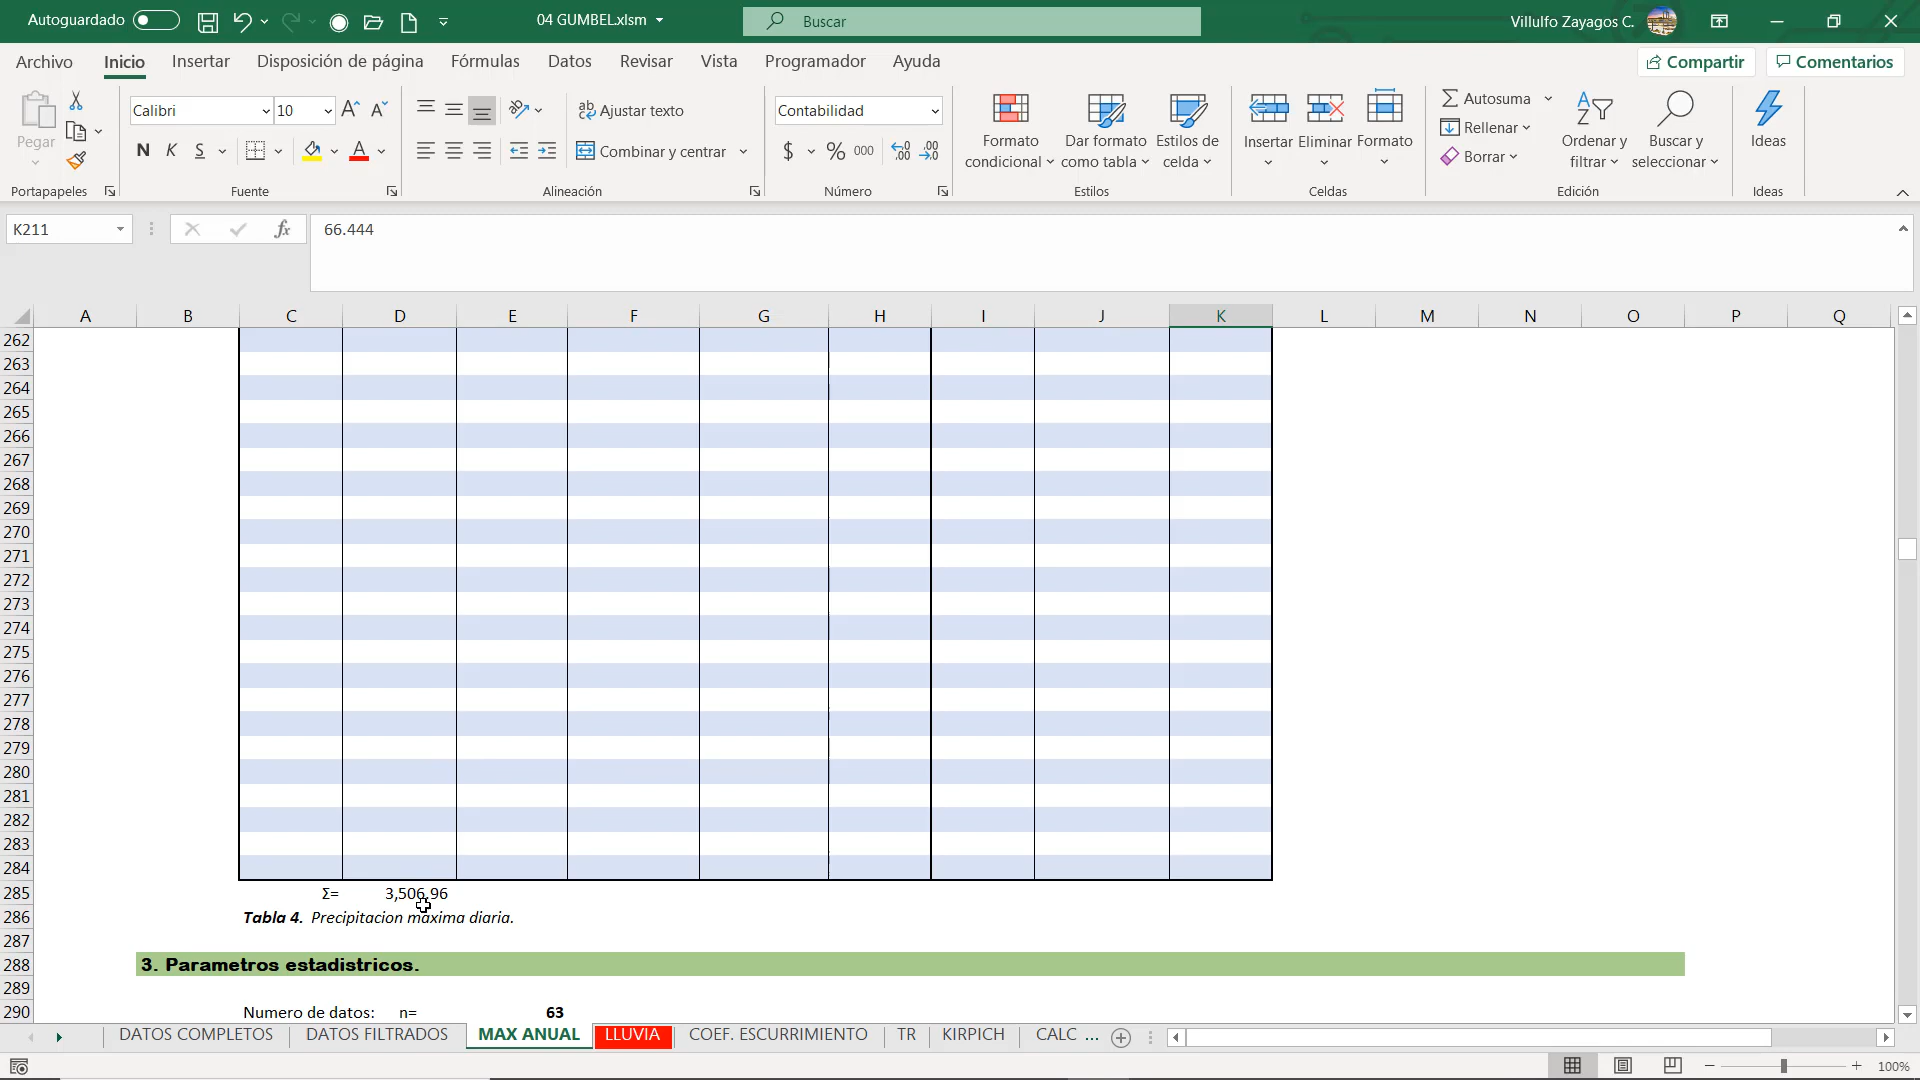 Autoguardado
04 GUMBEL.xlsm
Buscar
Villulfo Zayagos C.
Archivo
Inicio
Insertar
Disposición de página
Fórmulas
Datos
Revisar
Vista
Programador
Ayuda
Compartir
Comentarios
Pegar
Calibri
10
Ajustar texto
Combinar y centrar
Contabilidad
$ % 000
N K S
Formato condicional
Dar formato como tabla
Estilos de celda
Insertar
Eliminar
Formato
Autosuma
Rellenar
Borrar
Ordenar y filtrar
Buscar y seleccionar
Ideas
Portapapeles
Fuente
Alineación
Número
Estilos
Celdas
Edición
Ideas
K211
fx
66.444
A B C D E F G H I J K L M N O P Q
262
263
264
265
266
267
268
269
270
271
272
273
274
275
276
277
278
279
280
281
282
283
284
285 Σ= 3,506.96
286 Tabla 4. Precipitacion maxima diaria.
287
288 3. Parametros estadistricos.
289
290 Numero de datos: n= 63
DATOS COMPLETOS
DATOS FILTRADOS
MAX ANUAL
LLUVIA
COEF. ESCURRIMIENTO
TR
KIRPICH
CALC ...
100%